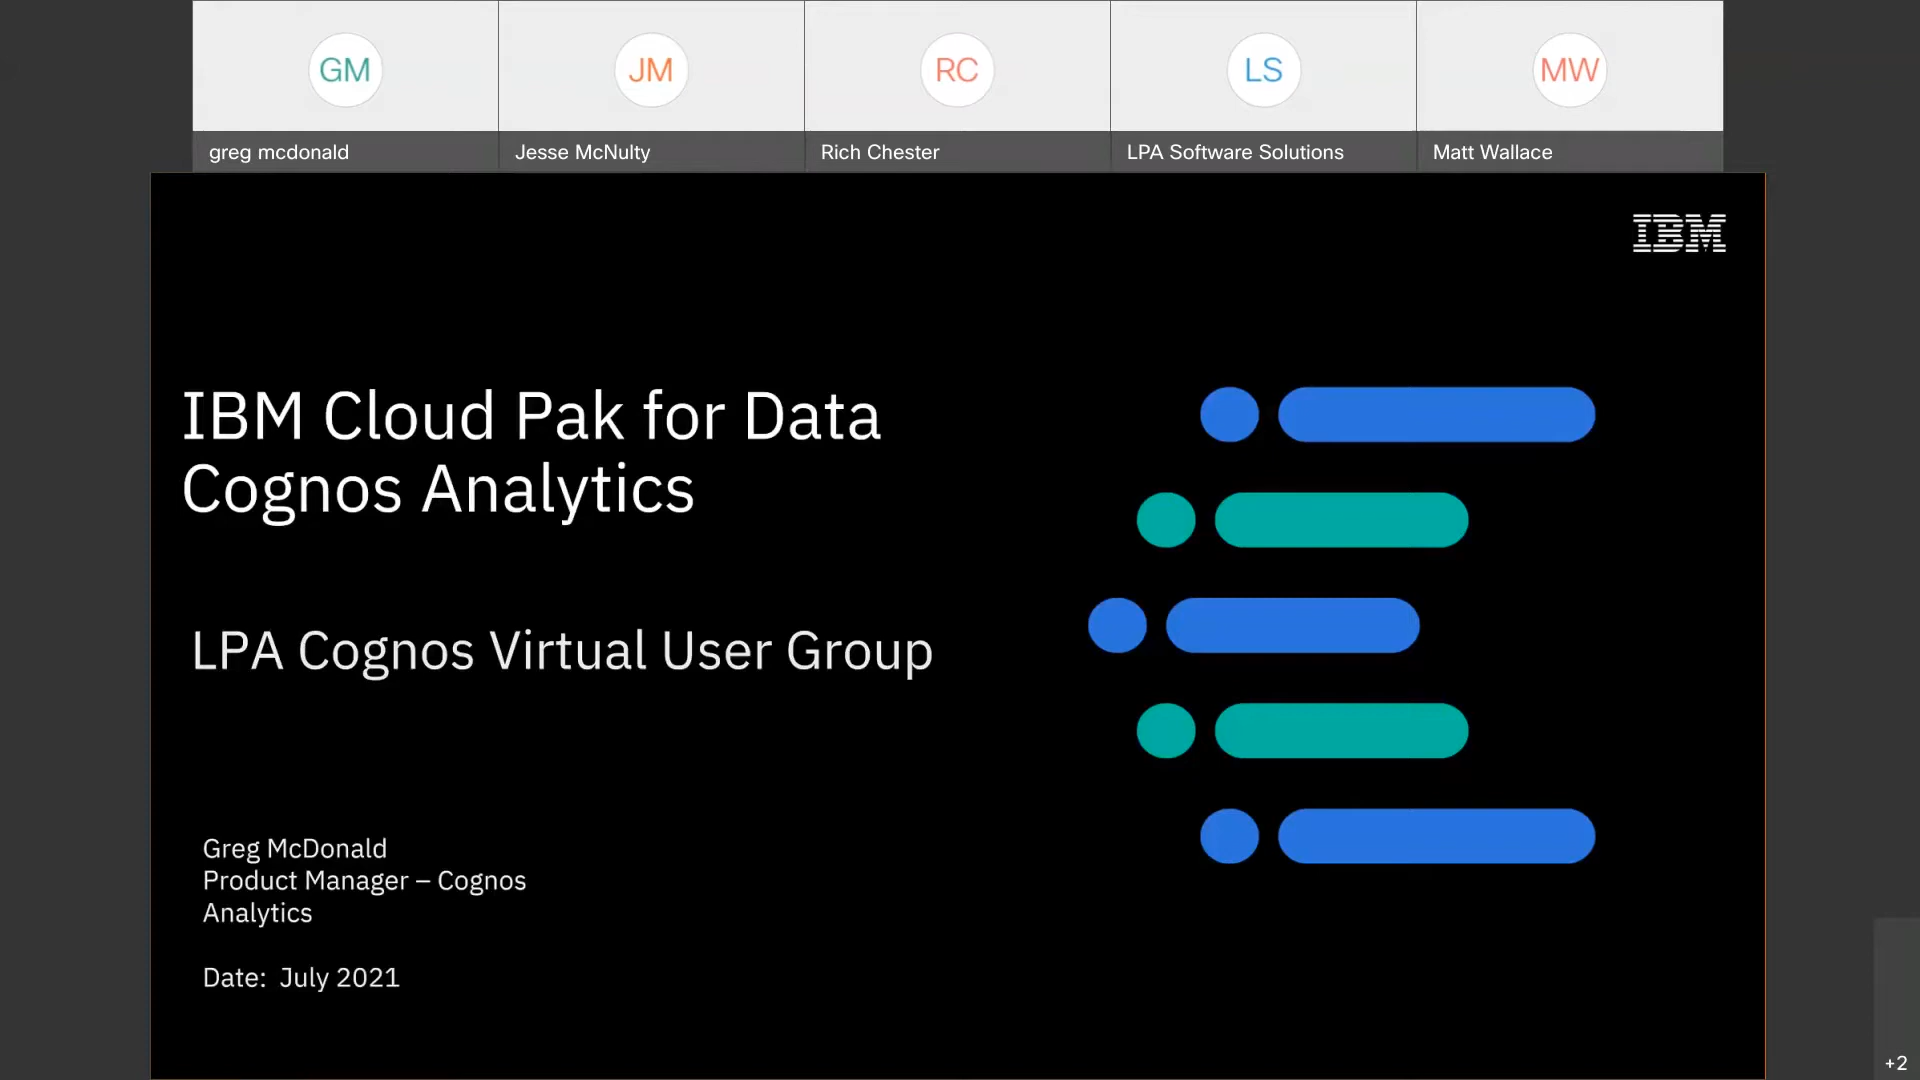 GM
JM
RC
LS
MW
greg mcdonald
Jesse McNulty
Rich Chester
LPA Software Solutions
Matt Wallace
IBM
IBM Cloud Pak for Data
Cognos Analytics
LPA Cognos Virtual User Group
Greg McDonald
Product Manager – Cognos
Analytics
Date: July 2021
+2